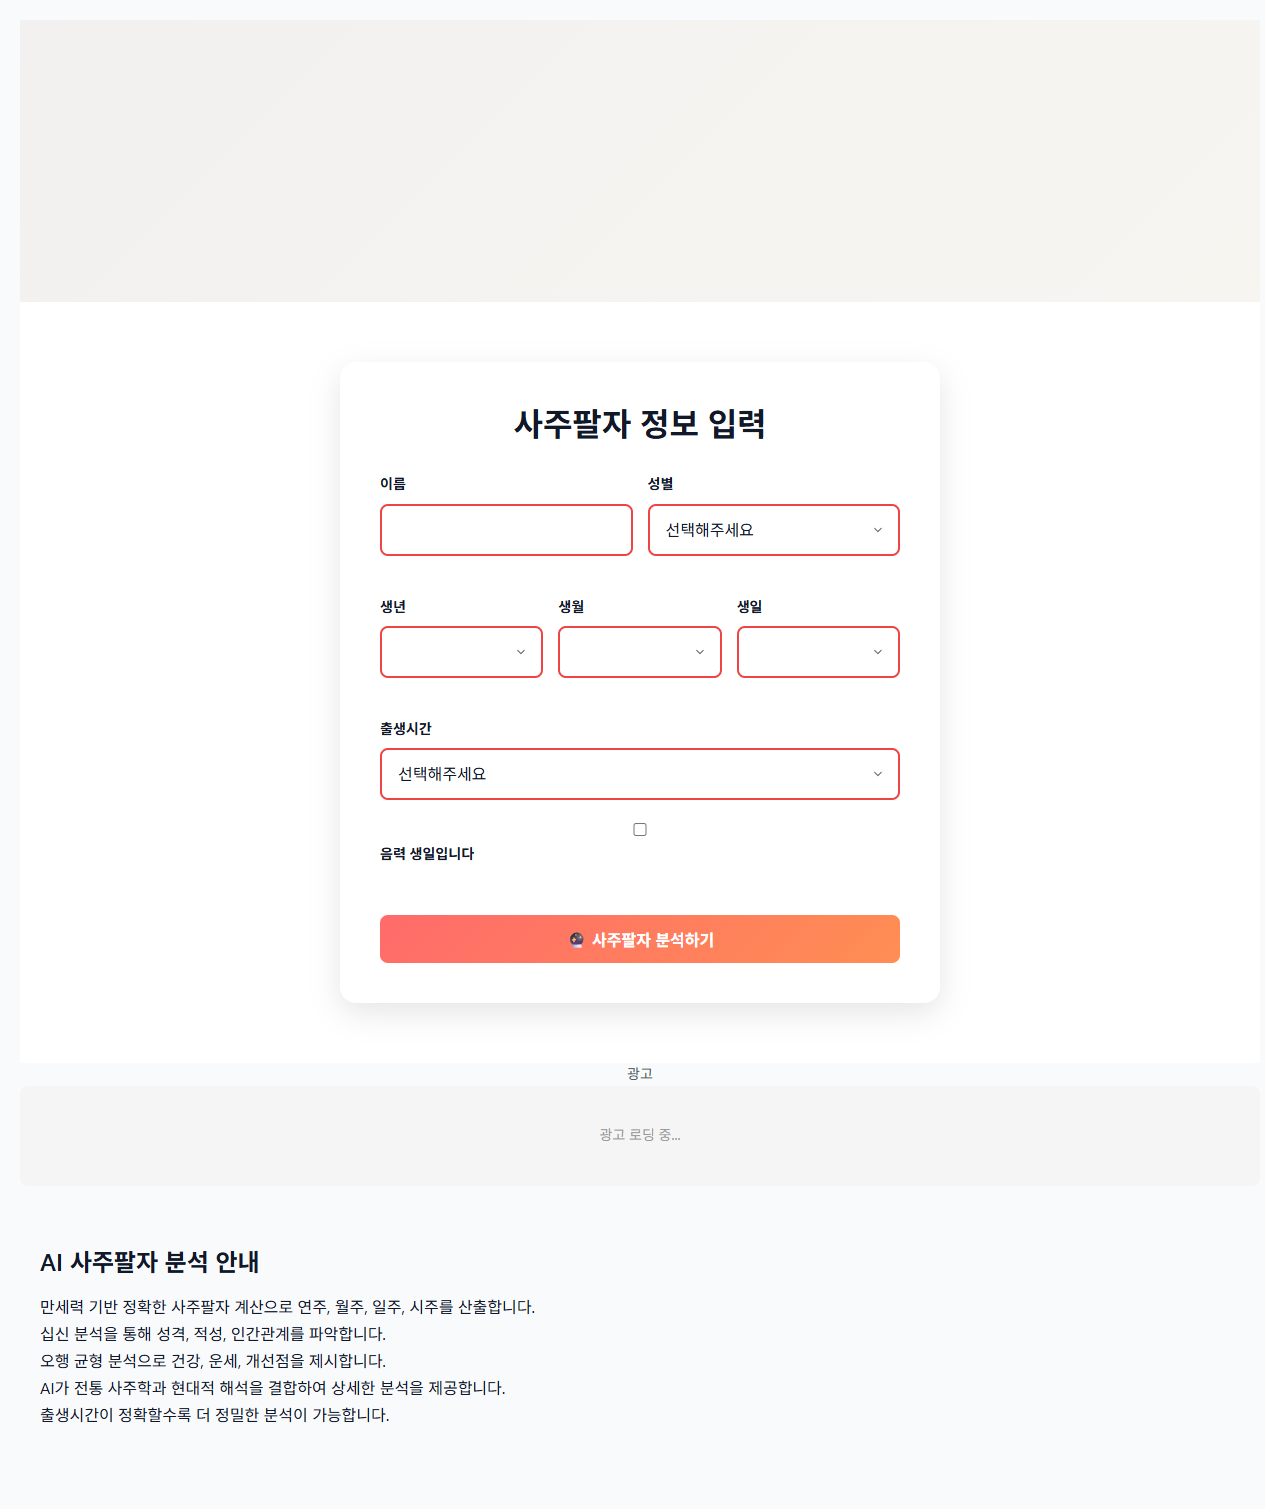 사주팔자 정보 입력
이름
성별
선택해주세요
생년
생월
생일
출생시간
선택해주세요
음력 생일입니다
🔮 사주팔자 분석하기
광고
광고 로딩 중...
AI 사주팔자 분석 안내
만세력 기반 정확한 사주팔자 계산으로 연주, 월주, 일주, 시주를 산출합니다.
십신 분석을 통해 성격, 적성, 인간관계를 파악합니다.
오행 균형 분석으로 건강, 운세, 개선점을 제시합니다.
AI가 전통 사주학과 현대적 해석을 결합하여 상세한 분석을 제공합니다.
출생시간이 정확할수록 더 정밀한 분석이 가능합니다.